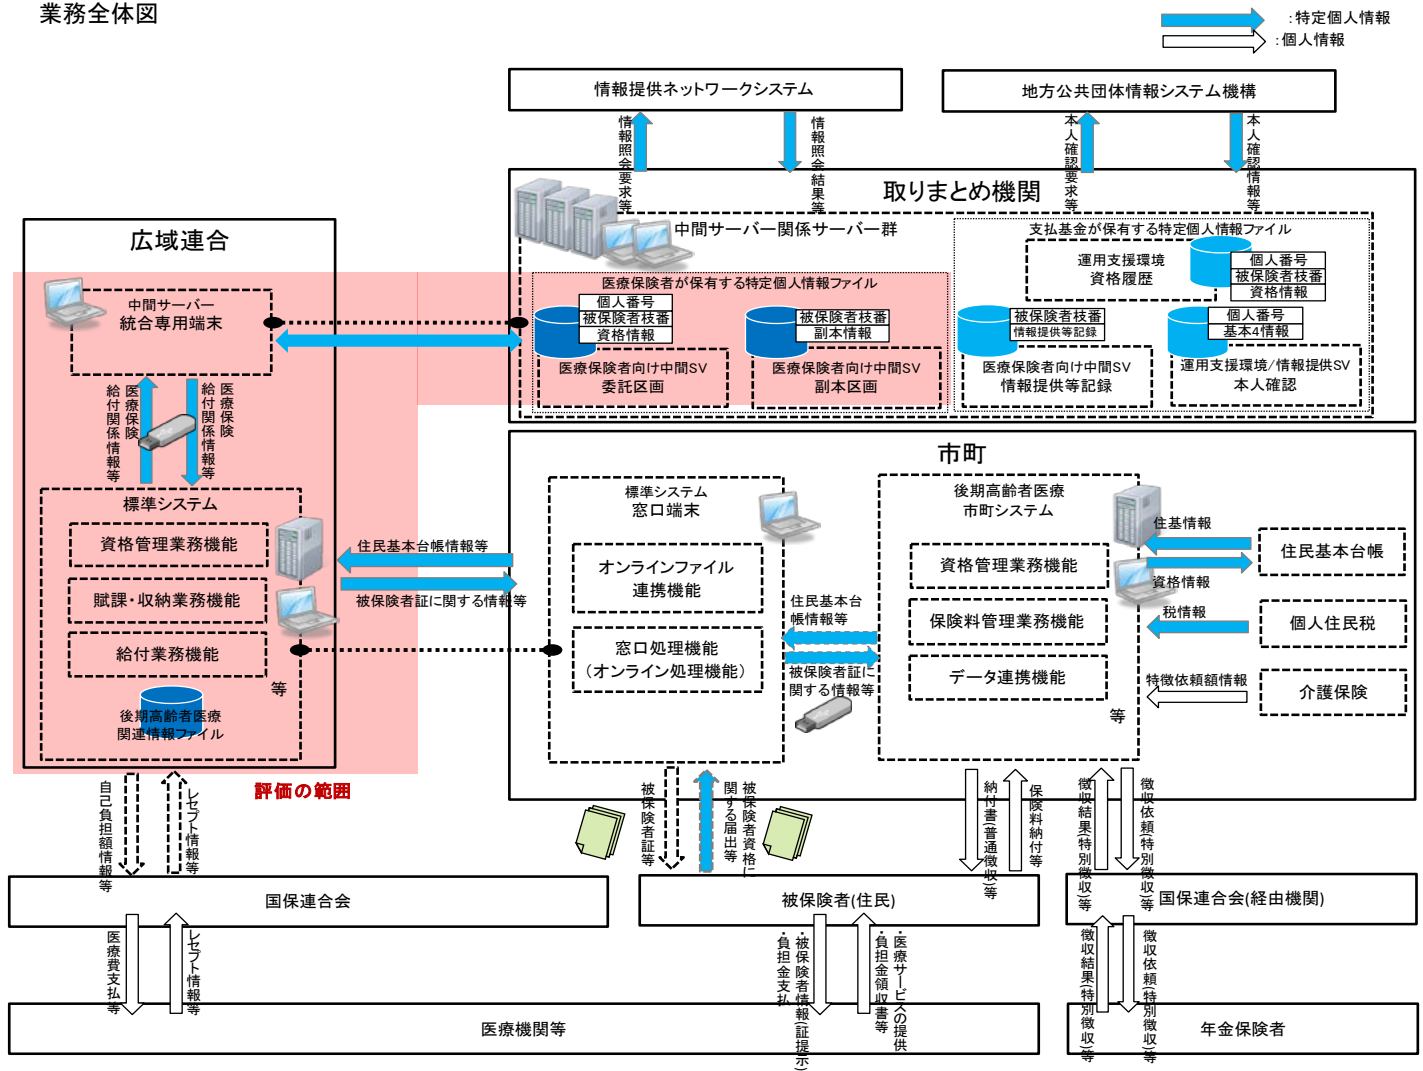 業務全体図
:特定個人情報
:個人情報
情報提供ネットワークシステム
地方公共団体情報システム機構
情報照会要求等
情報照会結果等
本人確認要求等
本人確認情報等
取りまとめ機関
中間サーバー関係サーバー群
支払基金が保有する特定個人情報ファイル
運用支援環境
資格履歴
個人番号
被保険者枝番
資格情報
医療保険者が保有する特定個人情報ファイル
個人番号
被保険者枝番
資格情報
被保険者枝番
副本情報
被保険者枝番
情報提供等記録
個人番号
基本4情報
医療保険者向け中間SV
委託区画
医療保険者向け中間SV
副本区画
医療保険者向け中間SV
情報提供等記録
運用支援環境/情報提供SV
本人確認
広域連合
中間サーバー
統合専用端末
医療保険
給付関係情報等
医療保険
給付関係情報等
標準システム
資格管理業務機能
賦課・収納業務機能
給付業務機能
等
後期高齢者医療
関連情報ファイル
評価の範囲
住民基本台帳情報等
被保険者証に関する情報等
市町
標準システム
窓口端末
オンラインファイル
連携機能
窓口処理機能
（オンライン処理機能）
住民基本台
帳情報等
被保険者証に
関する情報等
後期高齢者医療
市町システム
資格管理業務機能
保険料管理業務機能
データ連携機能
等
住基情報
資格情報
税情報
特徴依頼額情報
住民基本台帳
個人住民税
介護保険
自己負担額情報等
レセプト情報等
被保険者証等
被保険者資格に
関する届出等
納付書(普通徴収)等
保険料納付等
徴収結果(特別徴収)等
徴収依頼(特別徴収)等
国保連合会
被保険者(住民)
国保連合会(経由機関)
医療費支払等
レセプト情報等
・被保険者情報(証提示)
・負担金支払
・医療サービスの提供
・負担金領収書等
徴収結果(特別徴収)等
徴収依頼(特別徴収)等
医療機関等
年金保険者